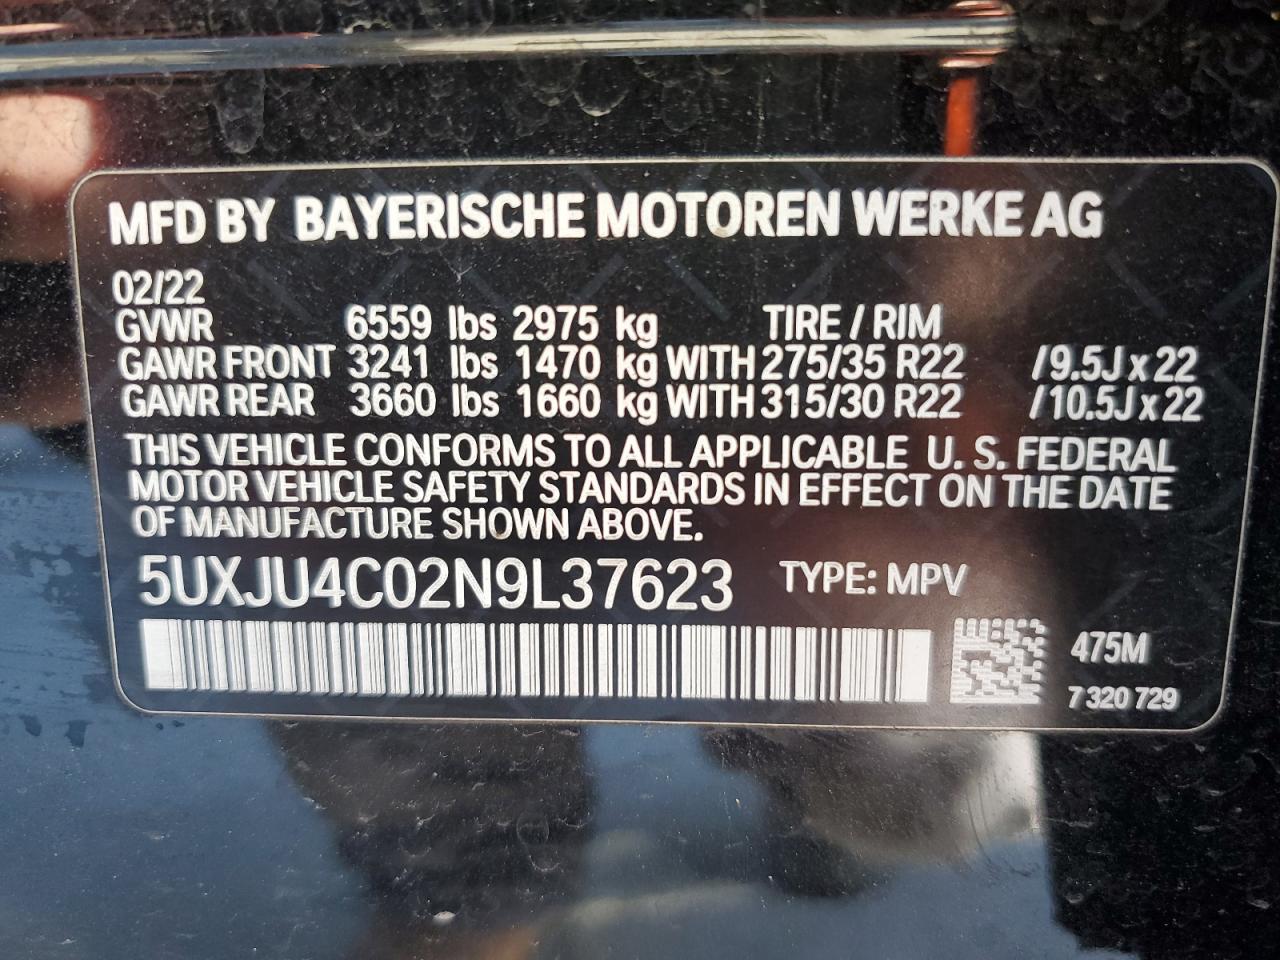 MFD BY BAYERISCHE MOTOREN WERKE AG
02/22
GVWR 6559 lbs 2975 kg TIRE / RIM
GAWR FRONT 3241 lbs 1470 kg WITH 275/35 R22 /9.5J x 22
GAWR REAR 3660 lbs 1660 kg WITH 315/30 R22 /10.5J x 22
THIS VEHICLE CONFORMS TO ALL APPLICABLE U. S. FEDERAL
MOTOR VEHICLE SAFETY STANDARDS IN EFFECT ON THE DATE
OF MANUFACTURE SHOWN ABOVE.
5UXJU4C02N9L37623 TYPE: MPV
475M
7 320 729